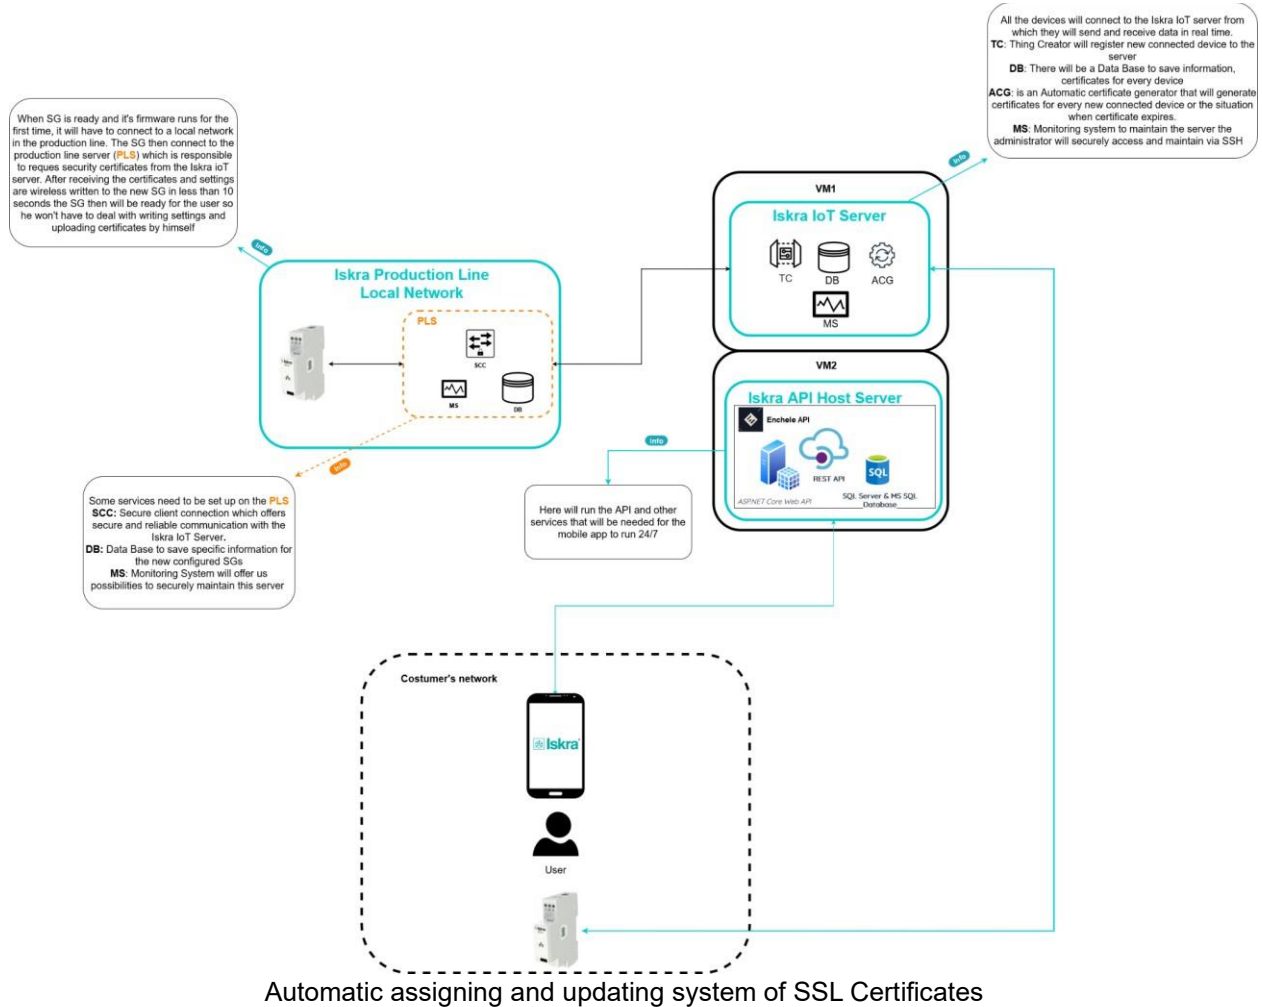 All the devices will connect to the Iskra IoT server from
which they will send and receive data in real time.
TC: Thing Creator will register new connected device to the
server
DB: There will be a Data Base to save information,
certificates for every device
ACG: is an Automatic certificate generator that will generate
certificates for every new connected device or the situation
when certificate expires.
MS: Monitoring system to maintain the server the
administrator will securely access and maintain via SSH
Info
When SG is ready and it's firmware runs for the
first time, it will have to connect to a local network
in the production line. The SG then connect to the
production line server (PLS) which is responsible
to reques security certificates from the Iskra ioT
server. After receiving the certificates and settings
are wireless written to the new SG in less than 10
seconds the SG then will be ready for the user so
he won't have to deal with writing settings and
uploading certificates by himself
Info
VM1
Iskra IoT Server
TC
DB
ACG
MS
Iskra Production Line
Local Network
PLS
SCC
MS
DB
VM2
Iskra API Host Server
Enchele API
REST API
SQL
ASP.NET Core Web API
SQL Server & MS SQL
Database
Info
Info
Some services need to be set up on the PLS
SCC: Secure client connection which offers
secure and reliable communication with the
Iskra IoT Server.
DB: Data Base to save specific information for
the new configured SGs
MS: Monitoring System will offer us
possibilities to securely maintain this server
Here will run the API and other
services that will be needed for the
mobile app to run 24/7
Costumer's network
Iskra
User
Automatic assigning and updating system of SSL Certificates